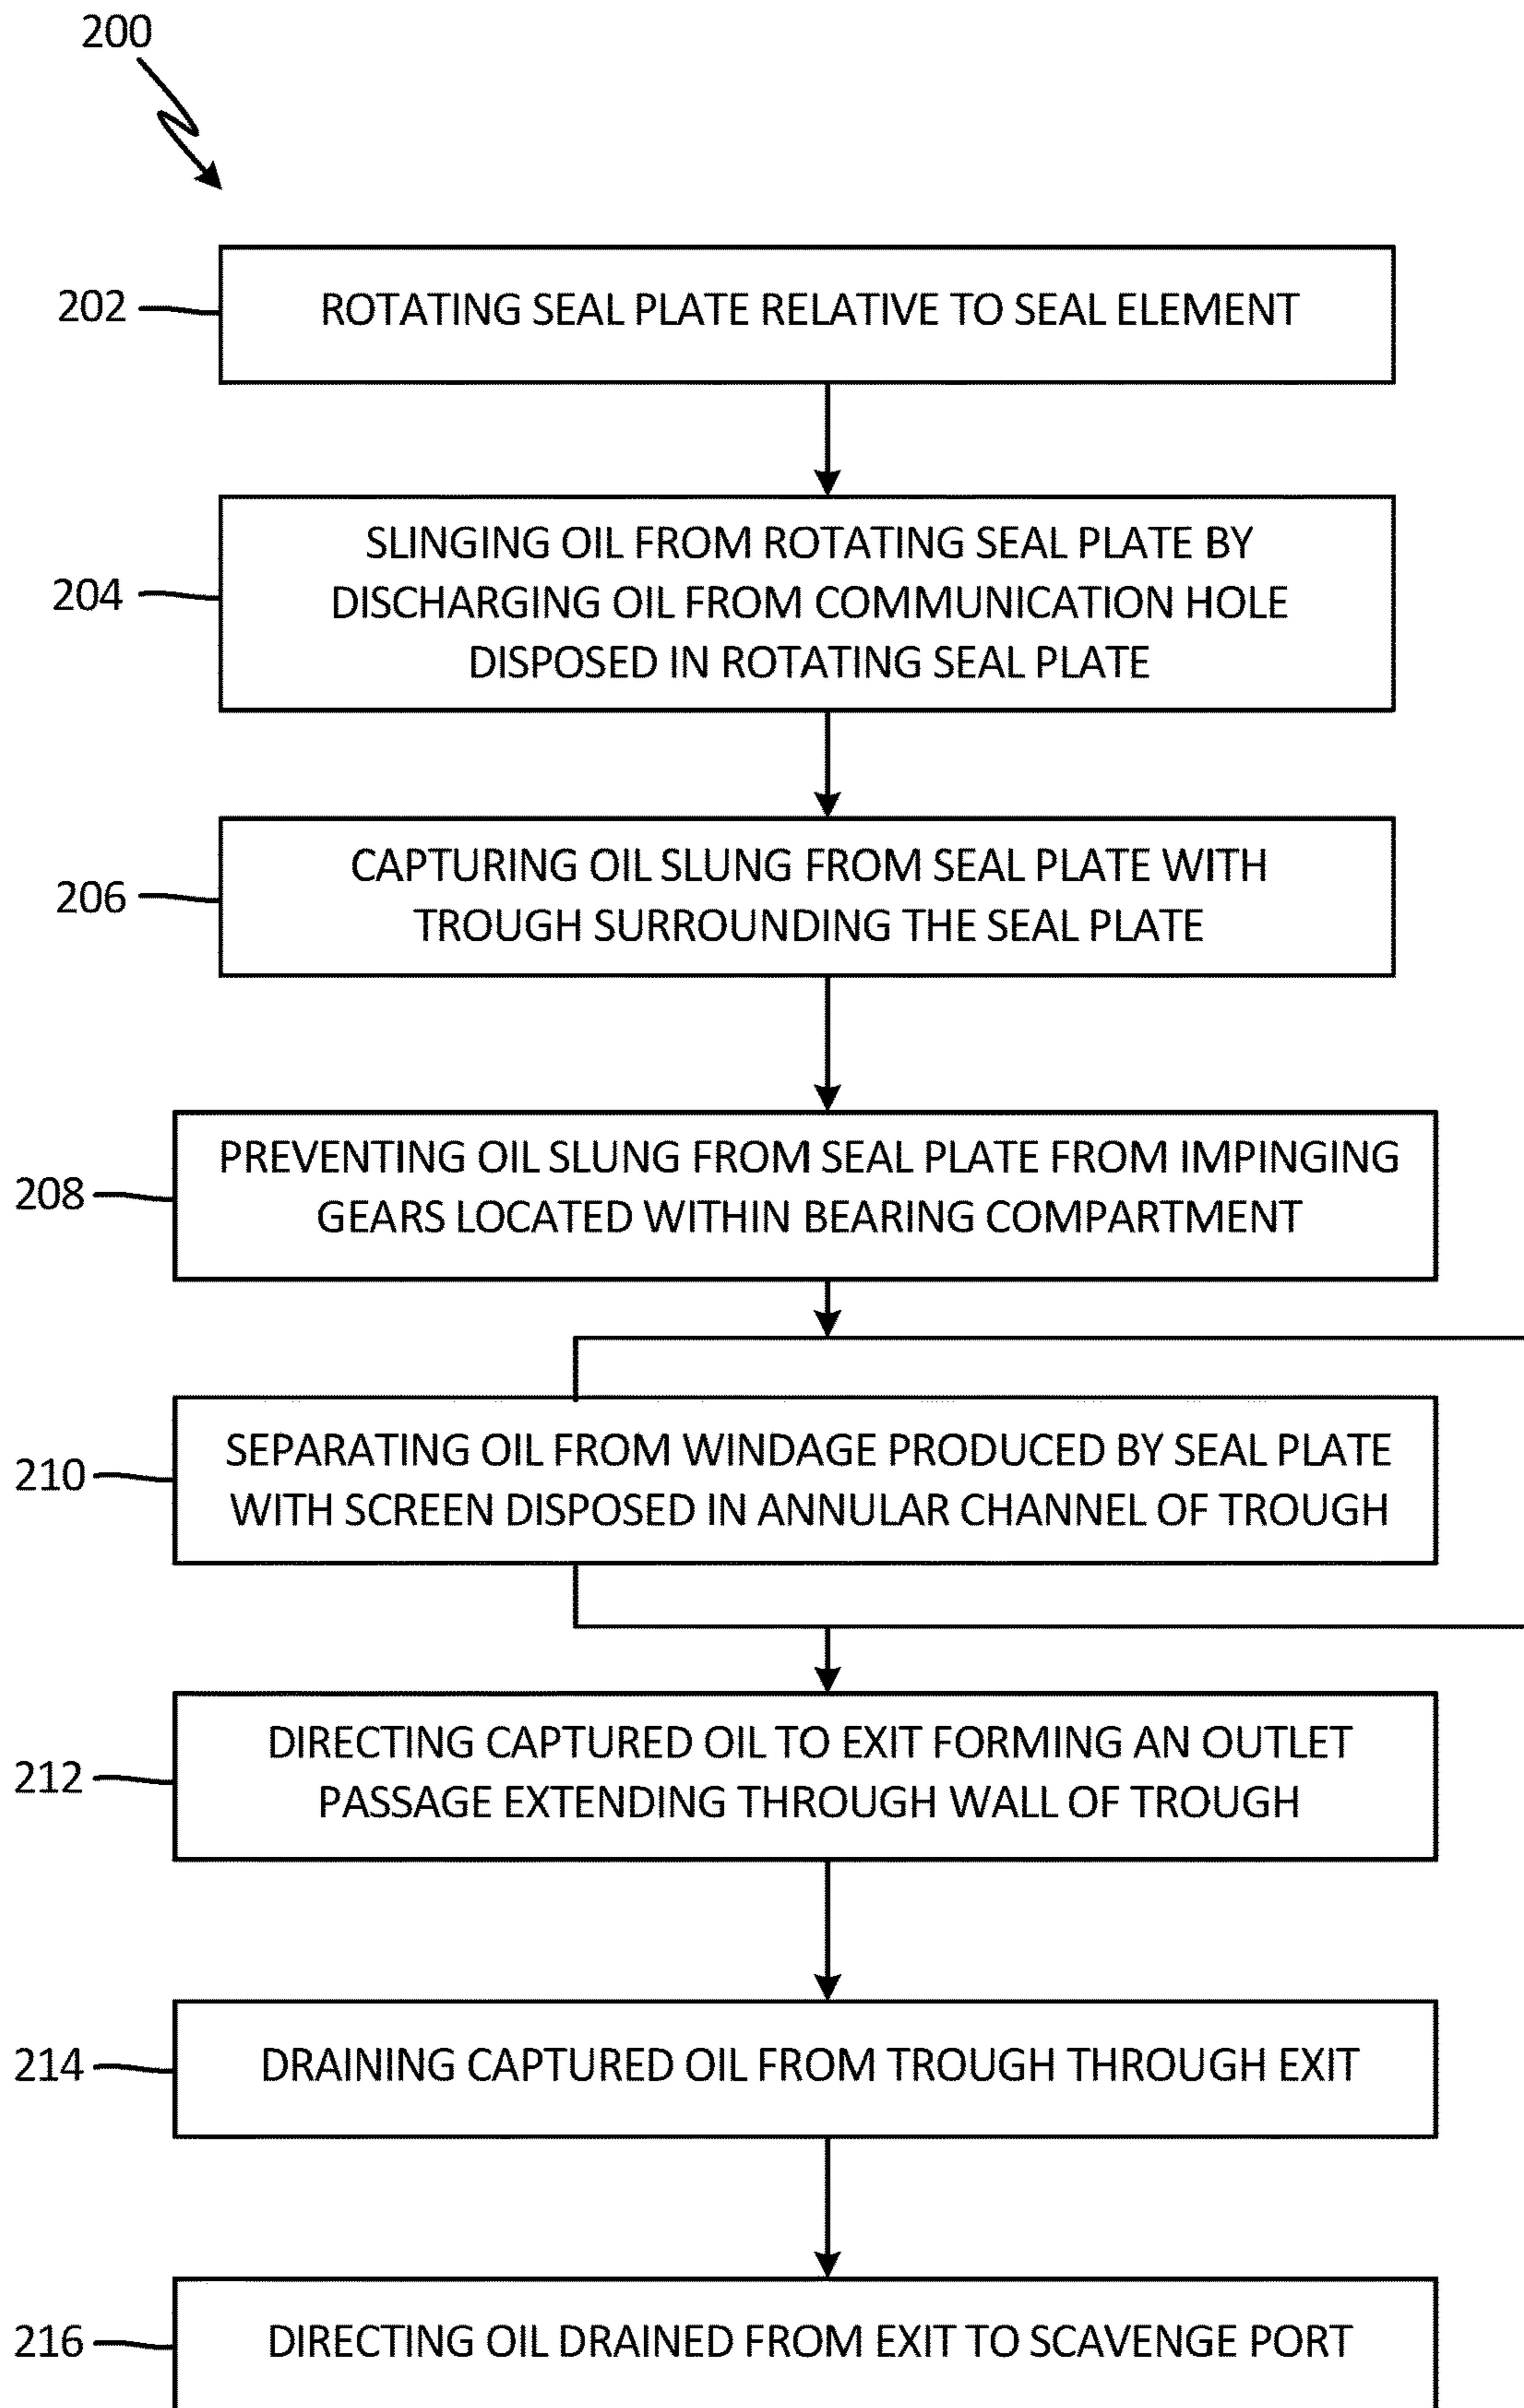 200
202
ROTATING SEAL PLATE RELATIVE TO SEAL ELEMENT
204
SLINGING OIL FROM ROTATING SEAL PLATE BY
DISCHARGING OIL FROM COMMUNICATION HOLE
DISPOSED IN ROTATING SEAL PLATE
206
CAPTURING OIL SLUNG FROM SEAL PLATE WITH
TROUGH SURROUNDING THE SEAL PLATE
208
PREVENTING OIL SLUNG FROM SEAL PLATE FROM IMPINGING
GEARS LOCATED WITHIN BEARING COMPARTMENT
210
SEPARATING OIL FROM WINDAGE PRODUCED BY SEAL PLATE
WITH SCREEN DISPOSED IN ANNULAR CHANNEL OF TROUGH
212
DIRECTING CAPTURED OIL TO EXIT FORMING AN OUTLET
PASSAGE EXTENDING THROUGH WALL OF TROUGH
214
DRAINING CAPTURED OIL FROM TROUGH THROUGH EXIT
216
DIRECTING OIL DRAINED FROM EXIT TO SCAVENGE PORT